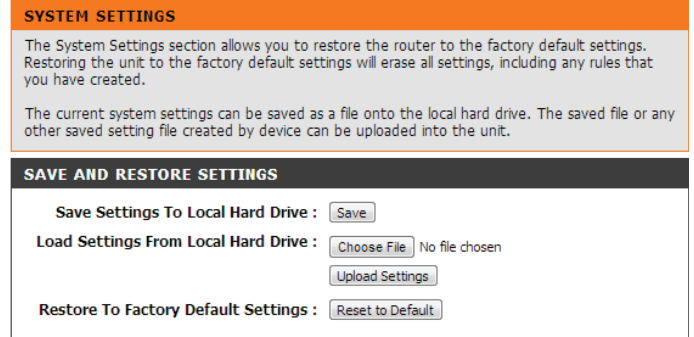 SYSTEM SETTINGS
The System Settings section allows you to restore the router to the factory default settings.
Restoring the unit to the factory default settings will erase all settings, including any rules that
you have created.
The current system settings can be saved as a file onto the local hard drive. The saved file or any
other saved setting file created by device can be uploaded into the unit.
SAVE AND RESTORE SETTINGS
Save Settings To Local Hard Drive : Save
Load Settings From Local Hard Drive : Choose File No file chosen
Upload Settings
Restore To Factory Default Settings : Reset to Default